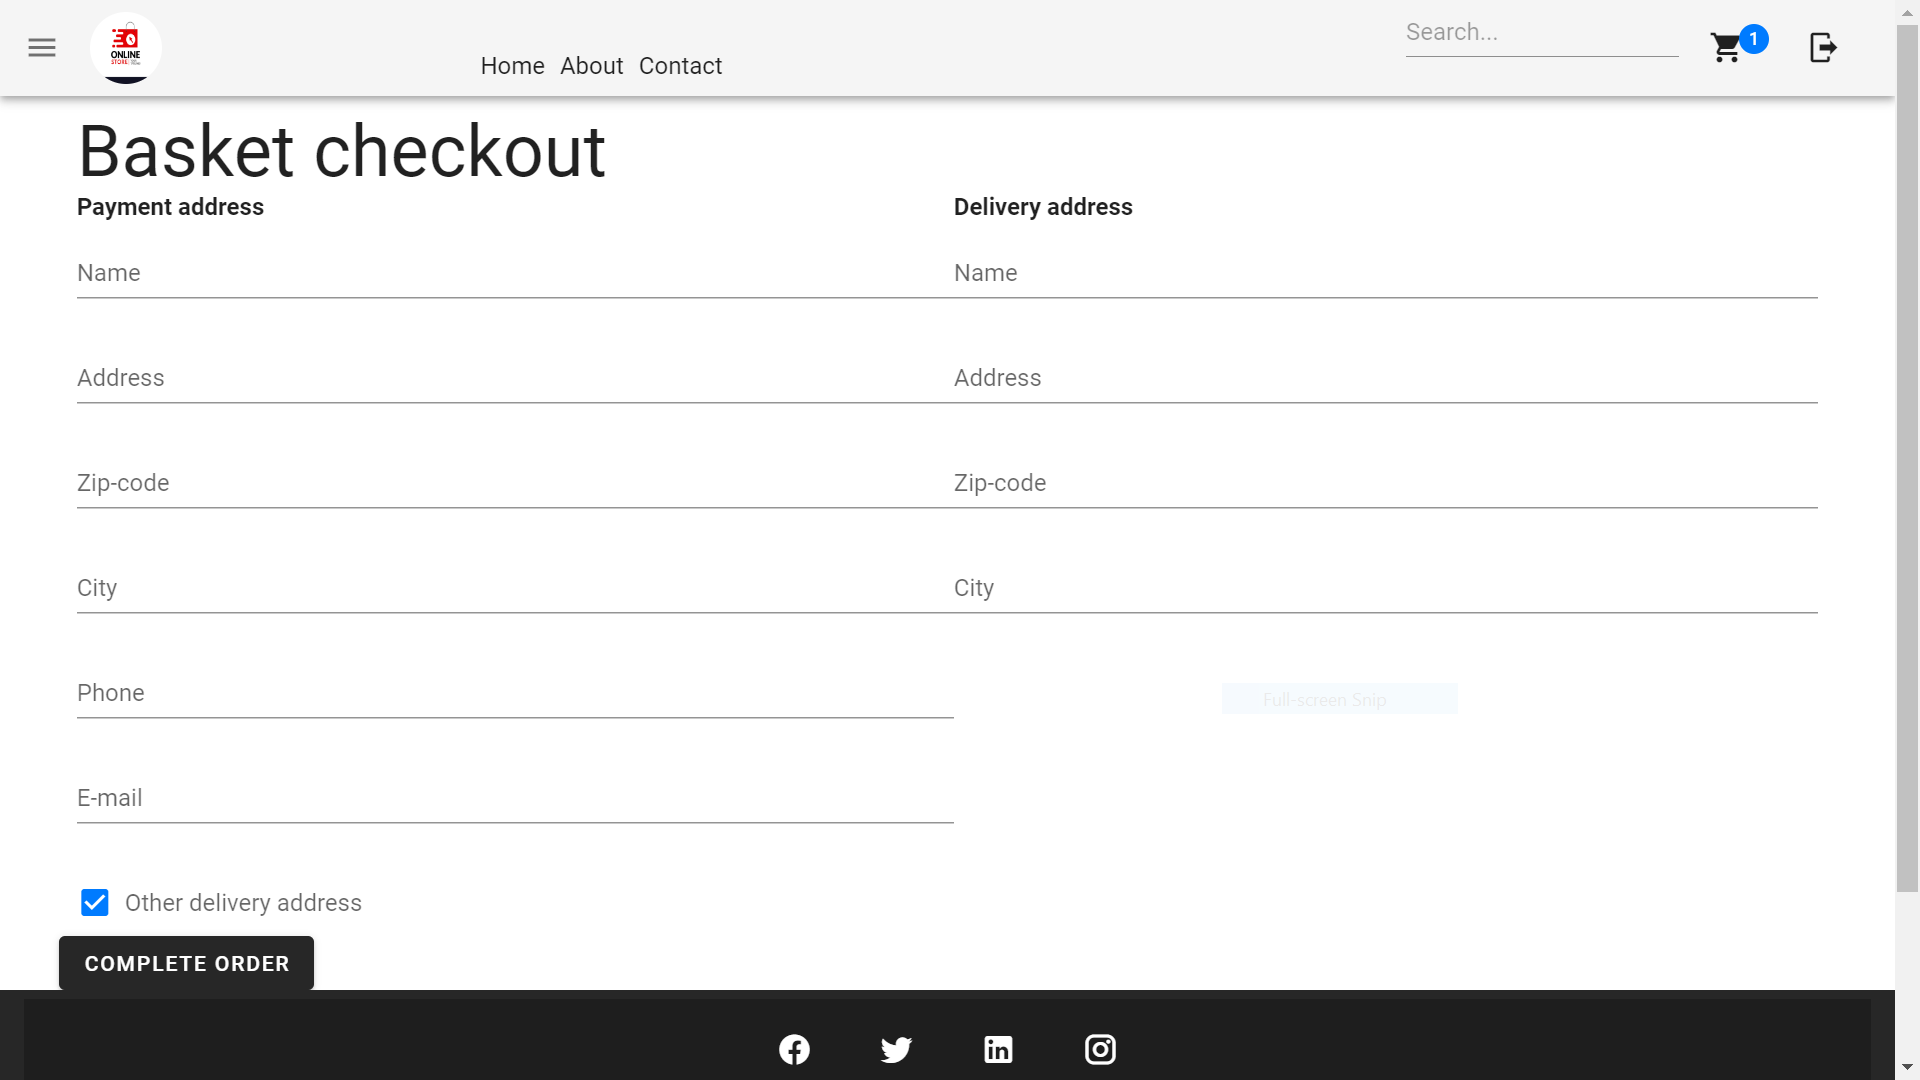 ONLINE
STORE
Home About Contact
Search...
1
Basket checkout
Payment address
Delivery address
Name
Name
Address
Address
Zip-code
Zip-code
City
City
Phone
Full-screen Snip
E-mail
Other delivery address
COMPLETE ORDER